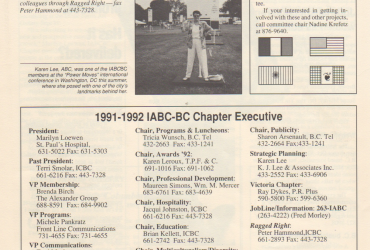 colleagues through Ragged Right — fax
Peter Hammond at 443-7328.
Karen Lee, ABC, was one of the IABCBC
members at the "Power Moves" international
conference in Washington, DC this summer,
where she posed with one of the city's
landmarks behind her.
tee.
If your interested in getting in-
volved with these and other projects,
call committee chair Nadine Krefetz
at 876-9640.
1991-1992 IABC-BC Chapter Executive
President:
Marilyn Loewen
St. Paul's Hospital,
631-5022 Fax: 631-5303
Past President:
Terri Smolar, ICBC
661-6216 Fax: 443-7328
VP Membership:
Brenda Birch
The Alexander Group
688-8591 Fax: 684-9902
VP Programs:
Michele Pankratz
Front Line Communications
731-4655 Fax: 731-4655
VP Communications:
Chair, Programs & Luncheons:
Tricia Wunsch, B.C. Tel
432-2663 Fax: 433-1241
Chair, Awards '92:
Karen Leroux, T.P.F. & C.
691-1016 Fax: 691-1062
Chair, Professional Development:
Maureen Simons, Wm. M. Mercer
683-6761 Fax: 683-4639
Chair, Hospitality:
Jacqui Johnston, ICBC
661-6216 Fax: 443-7328
Chair, Education:
Brian Kellett, ICBC
661-2742 Fax: 443-7328
Chair, Publicity:
Sharon Arsenault, B.C. Tel
432-2664 Fax: 433-1241
Strategic Planning:
Karen Lee
K. J. Lee & Associates Inc.
433-2552 Fax: 433-6906
Victoria Chapter:
Ray Dykes, P.R. Plus
590-5800 Fax: 599-6360
JobLine/Information: 263-IABC
(263-4222) (Fred Morley)
Ragged Right:
Peter Hammond, ICBC
661-2893 Fax: 443-7328